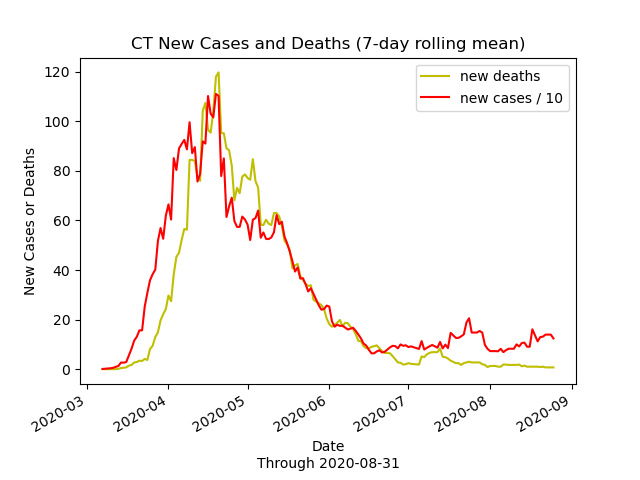 CT New Cases and Deaths (7-day rolling mean)
new deaths
new cases / 10
120
100
80
60
40
20
0
New Cases or Deaths
2020-03
2020-04
2020-05
2020-06
2020-07
2020-08
2020-09
Date
Through 2020-08-31